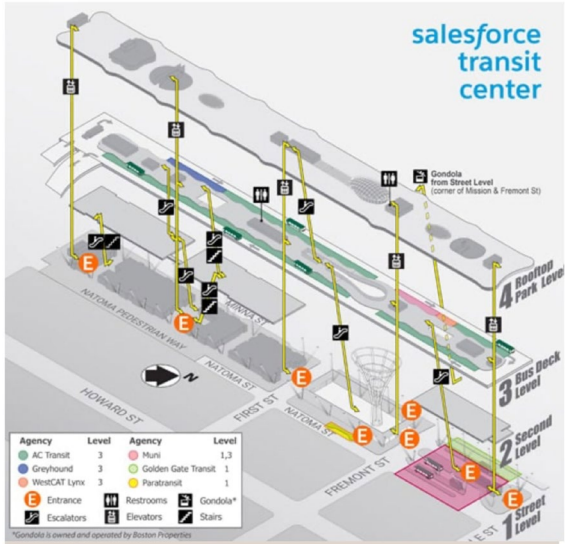 salesforce
transit
center
Gondola
from Street Level
(corner of Mission & Fremont St)
4 Rooftop
Park Level
3 Bus Deck
Level
2 Second
Level
1 Street
Level
E
E
E
E
E
E
E
MINNA ST
NATOMA PEDESTRIAN WAY
NATOMA ST
N
HOWARD ST
FIRST ST
NATOMA ST
FREMONT ST
LE ST
Agency Level Agency Level
AC Transit 3 Muni 1,3
Greyhound 3 Golden Gate Transit 1
WestCAT Lynx 3 Paratransit 1
E Entrance Restrooms Gondola*
Escalators Elevators Stairs
*Gondola is owned and operated by Boston Properties